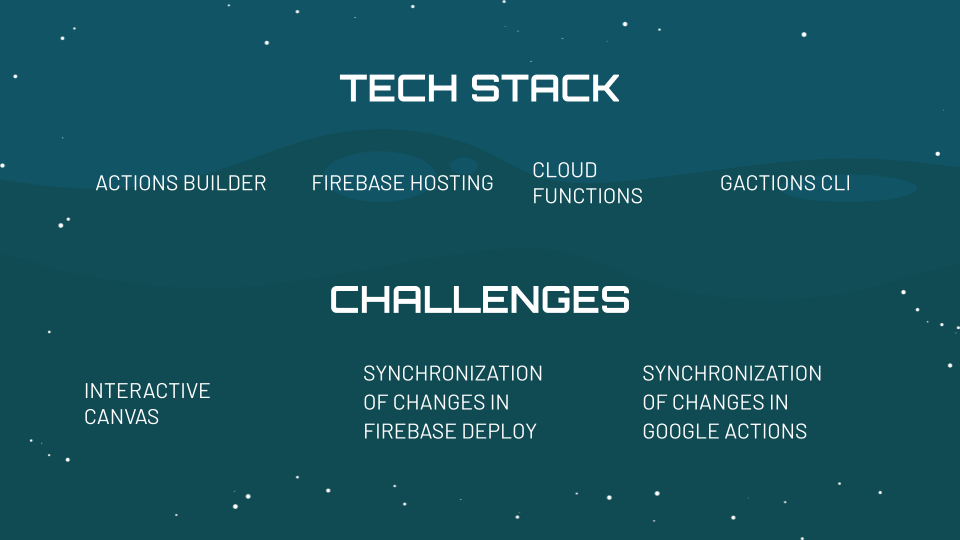 TECH STACK
ACTIONS BUILDER
FIREBASE HOSTING
CLOUD
FUNCTIONS
GACTIONS CLI
CHALLENGES
INTERACTIVE
CANVAS
SYNCHRONIZATION
OF CHANGES IN
FIREBASE DEPLOY
SYNCHRONIZATION
OF CHANGES IN
GOOGLE ACTIONS